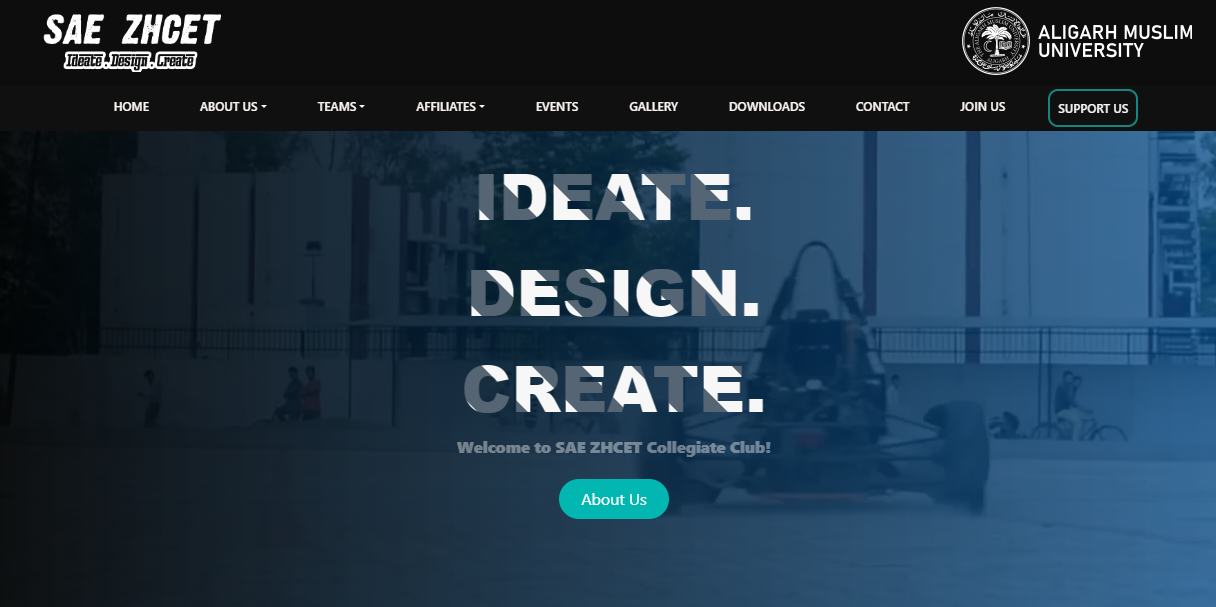 SAE ZHCET
Ideate . Design . Create
ALIGARH MUSLIM
UNIVERSITY
HOME ABOUT US TEAMS AFFILIATES EVENTS GALLERY DOWNLOADS CONTACT JOIN US SUPPORT US
IDEATE.
DESIGN.
CREATE.
Welcome to SAE ZHCET Collegiate Club!
About Us